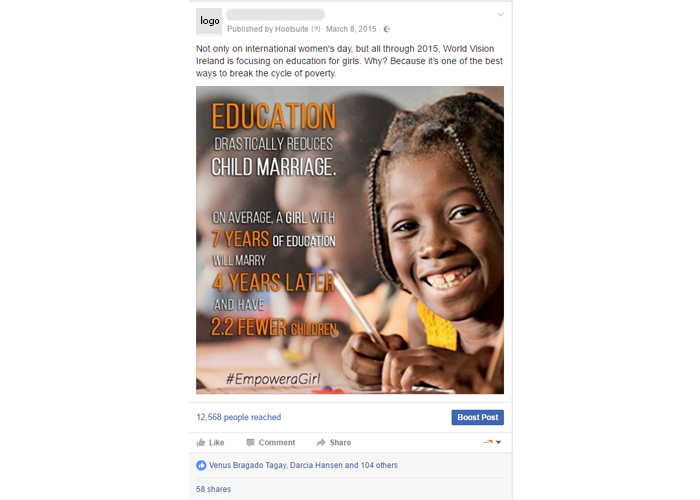 logo
Published by Hootsuite [?] · March 8, 2015 ·
Not only on international women's day, but all through 2015, World Vision
Ireland is focusing on education for girls. Why? Because it's one of the best
ways to break the cycle of poverty.
EDUCATION
DRASTICALLY REDUCES
CHILD MARRIAGE.
ON AVERAGE, A GIRL WITH
7 YEARS OF EDUCATION
WILL MARRY
4 YEARS LATER
AND HAVE
2.2 FEWER CHILDREN
#EmpoweraGirl
12,568 people reached
Boost Post
Like Comment Share
Venus Bragado Tagay, Darcia Hansen and 104 others
58 shares